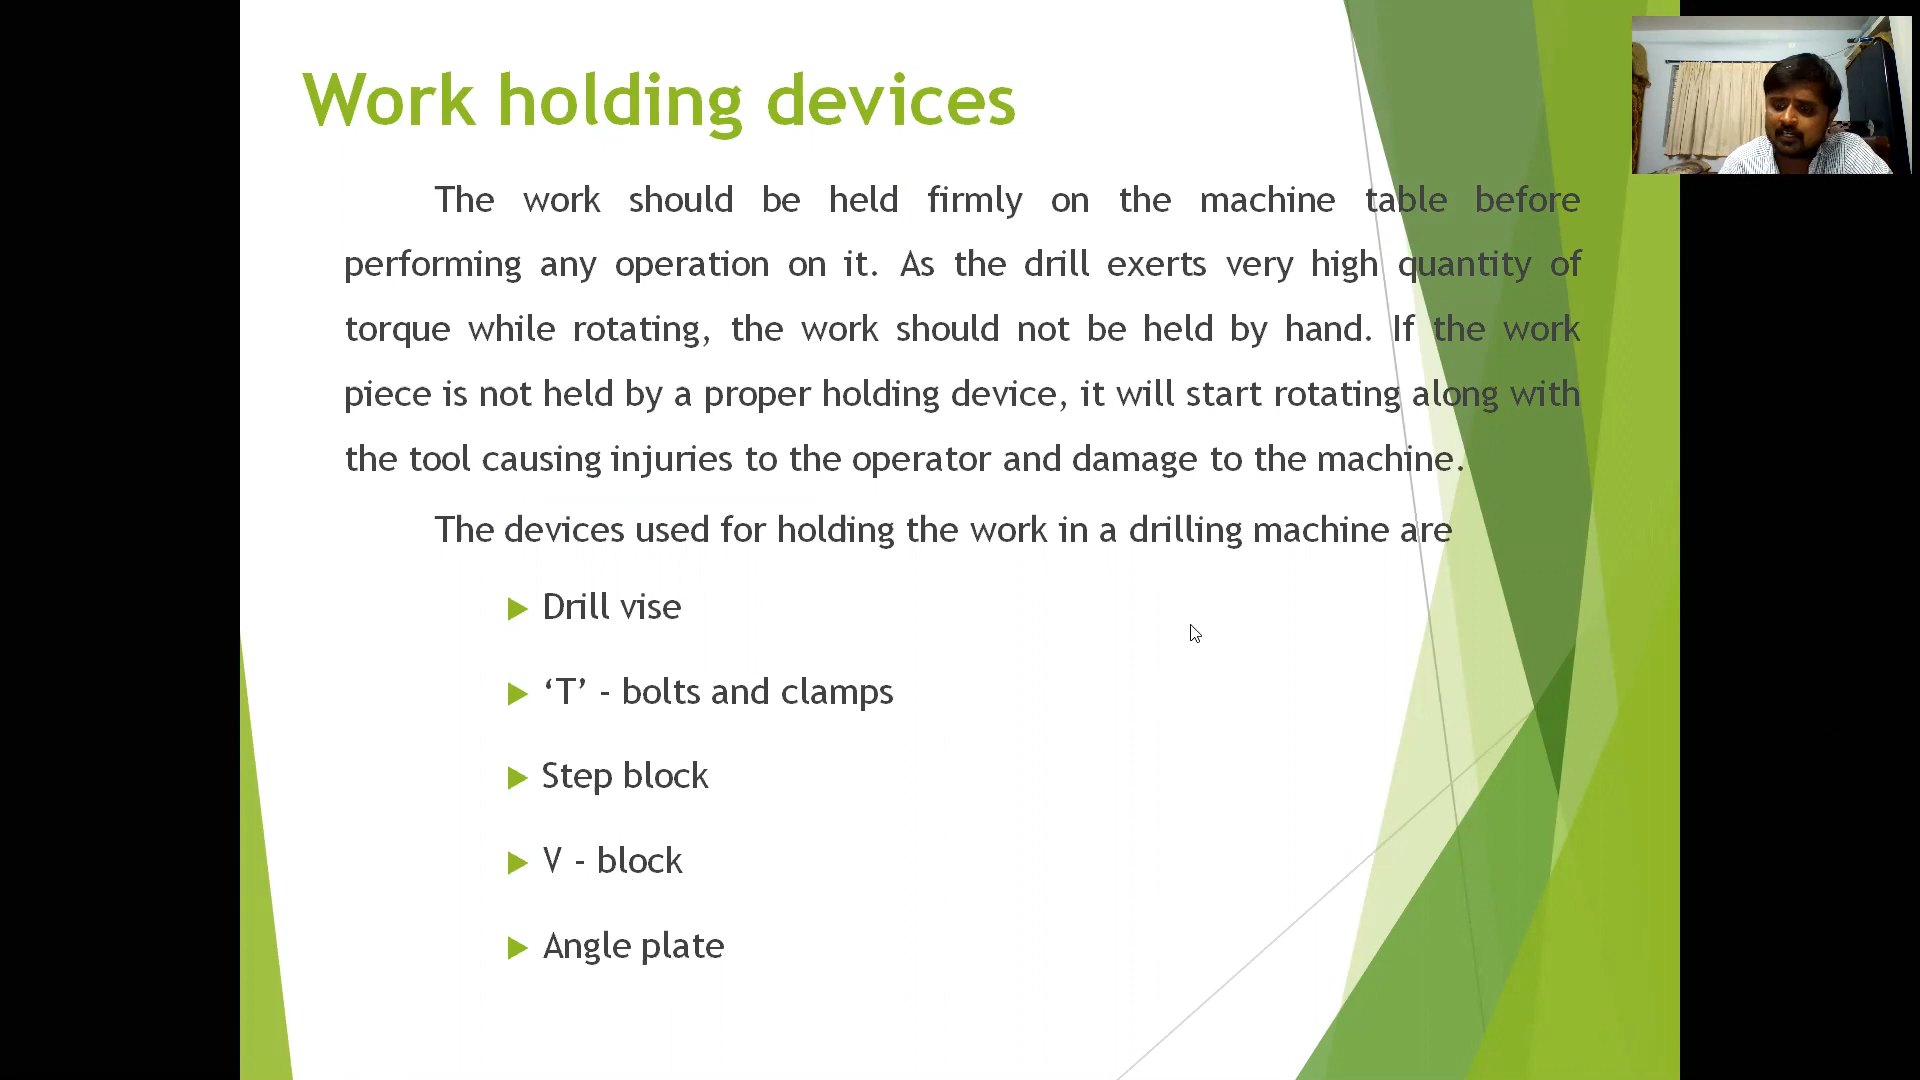 Work holding devices
The work should be held firmly on the machine table before
performing any operation on it. As the drill exerts very high quantity of
torque while rotating, the work should not be held by hand. If the work
piece is not held by a proper holding device, it will start rotating along with
the tool causing injuries to the operator and damage to the machine.
The devices used for holding the work in a drilling machine are
Drill vise
‘T’ - bolts and clamps
Step block
V - block
Angle plate